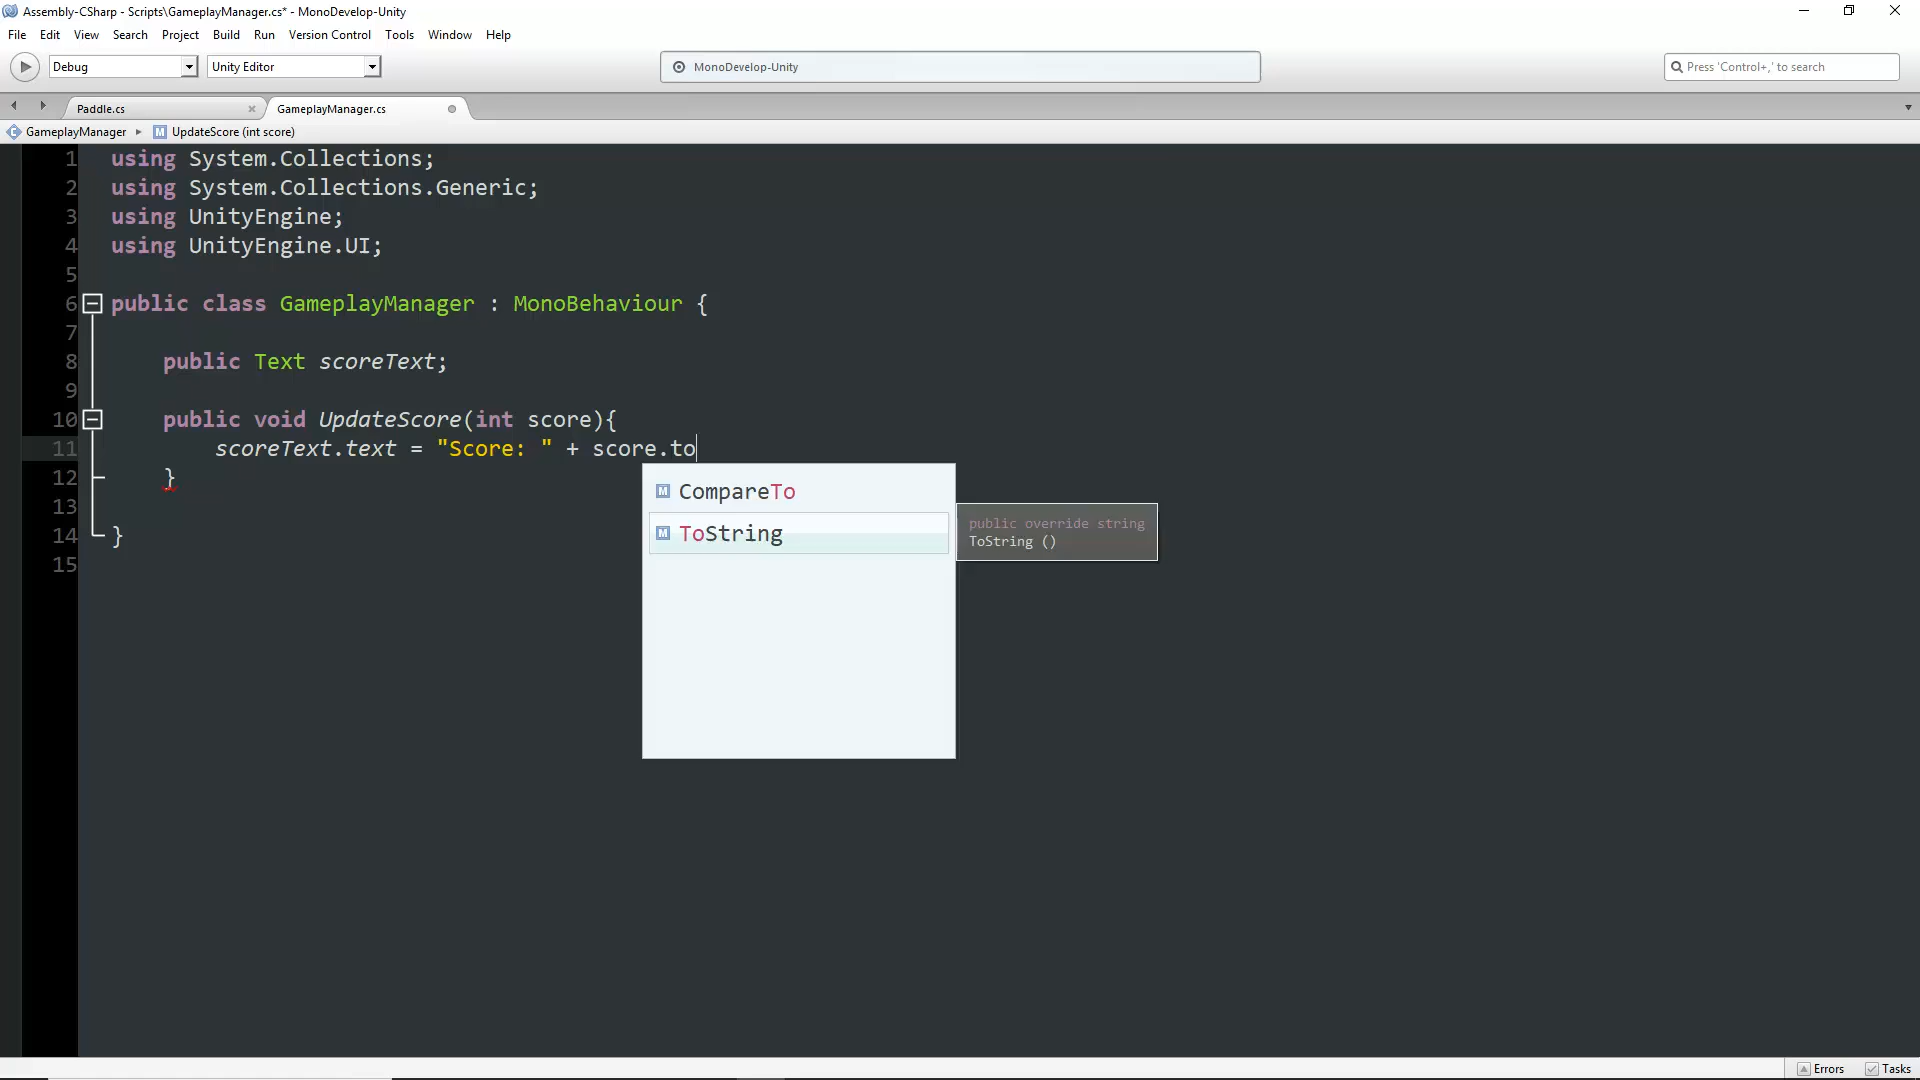 Assembly-CSharp - Scripts\GameplayManager.cs* - MonoDevelop-Unity
File Edit View Search Project Build Run Version Control Tools Window Help
Debug Unity Editor MonoDevelop-Unity Press 'Control+,' to search
Paddle.cs GameplayManager.cs
GameplayManager UpdateScore (int score)
1 using System.Collections;
2 using System.Collections.Generic;
3 using UnityEngine;
4 using UnityEngine.UI;
5
6 public class GameplayManager : MonoBehaviour {
7
8 public Text scoreText;
9
10 public void UpdateScore(int score){
11 scoreText.text = "Score: " + score.to
12 }
13
14 }
15
CompareTo
ToString
public override string
ToString ()
Errors Tasks